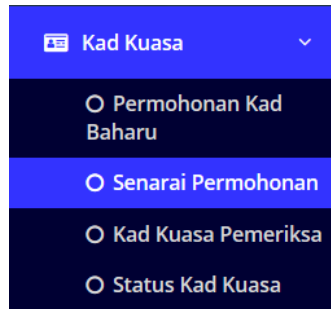 Kad Kuasa
Permohonan Kad
Baharu
Senarai Permohonan
Kad Kuasa Pemeriksa
Status Kad Kuasa